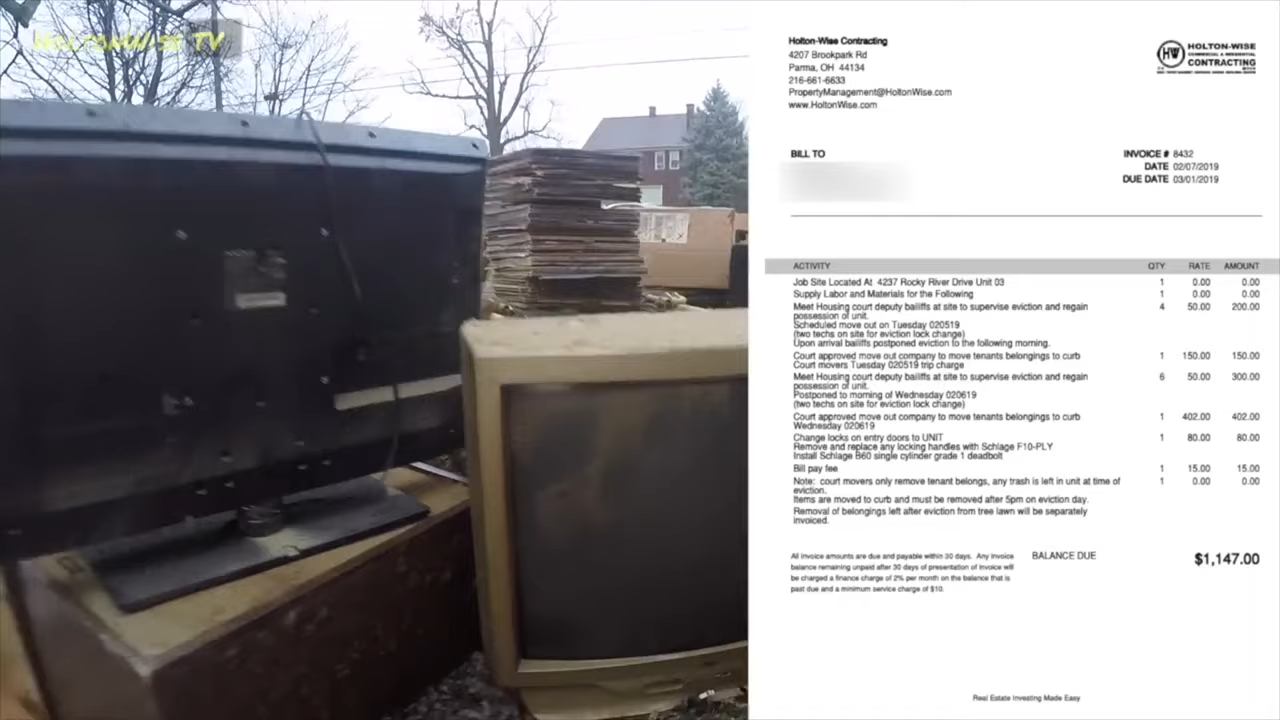 HOLTONWISE TV
Holton-Wise Contracting
4207 Brookpark Rd
Parma, OH 44134
216-661-6633
PropertyManagement@HoltonWise.com
www.HoltonWise.com
HW
HOLTON-WISE
COMMERCIAL & RESIDENTIAL
CONTRACTING
BILL TO
INVOICE # 8432
DATE 02/07/2019
DUE DATE 03/01/2019
ACTIVITY QTY RATE AMOUNT
Job Site Located At 4237 Rocky River Drive Unit 03 1 0.00 0.00
Supply Labor and Materials for the Following 1 0.00 0.00
Meet Housing court deputy bailiffs at site to supervise eviction and regain 4 50.00 200.00
possession of unit.
Scheduled move out on Tuesday 020519
(two techs on site for eviction lock change)
Upon arrival bailiffs postponed eviction to the following morning.
Court approved move out company to move tenants belongings to curb 1 150.00 150.00
Court movers Tuesday 020519 trip charge
Meet Housing court deputy bailiffs at site to supervise eviction and regain 6 50.00 300.00
possession of unit.
Postponed to morning of Wednesday 020619
(two techs on site for eviction lock change)
Court approved move out company to move tenants belongings to curb 1 402.00 402.00
Wednesday 020619
Change locks on entry doors to UNIT 1 80.00 80.00
Remove and replace any locking handles with Schlage F10-PLY
Install Schlage B60 single cylinder grade 1 deadbolt
Bill pay fee 1 15.00 15.00
Note: court movers only remove tenant belongs, any trash is left in unit at time of 1 0.00 0.00
eviction.
Items are moved to curb and must be removed after 5pm on eviction day.
Removal of belongings left after eviction from tree lawn will be separately
invoiced.
All invoice amounts are due and payable within 30 days. Any invoice
balance remaining unpaid after 30 days of presentation of invoice will
be charged a finance charge of 2% per month on the balance that is
past due and a minimum service charge of $10.
BALANCE DUE $1,147.00
Real Estate Investing Made Easy